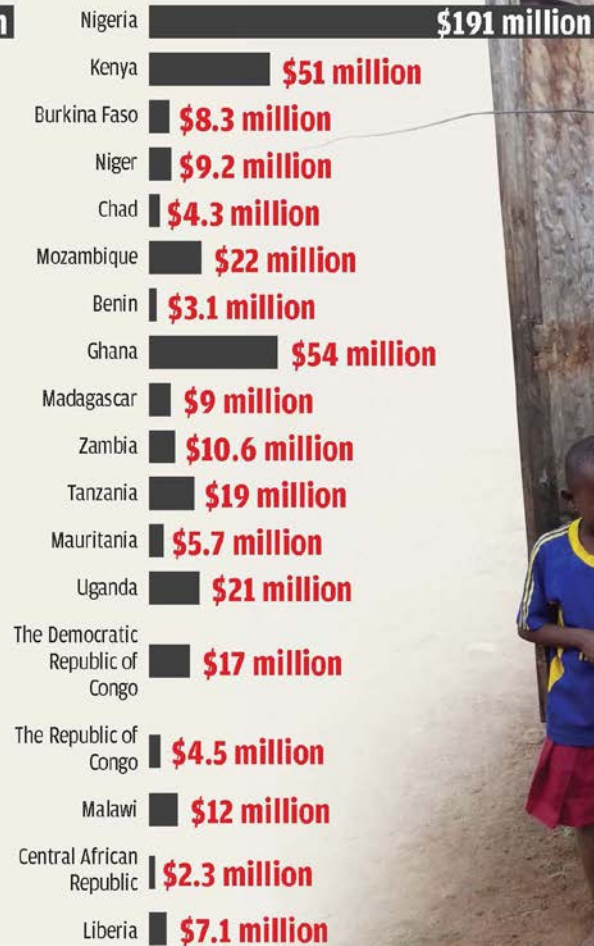 Nigeria $191 million
Kenya $51 million
Burkina Faso $8.3 million
Niger $9.2 million
Chad $4.3 million
Mozambique $22 million
Benin $3.1 million
Ghana $54 million
Madagascar $9 million
Zambia $10.6 million
Tanzania $19 million
Mauritania $5.7 million
Uganda $21 million
The Democratic
Republic of
Congo $17 million
The Republic of
Congo $4.5 million
Malawi $12 million
Central African
Republic $2.3 million
Liberia $7.1 million